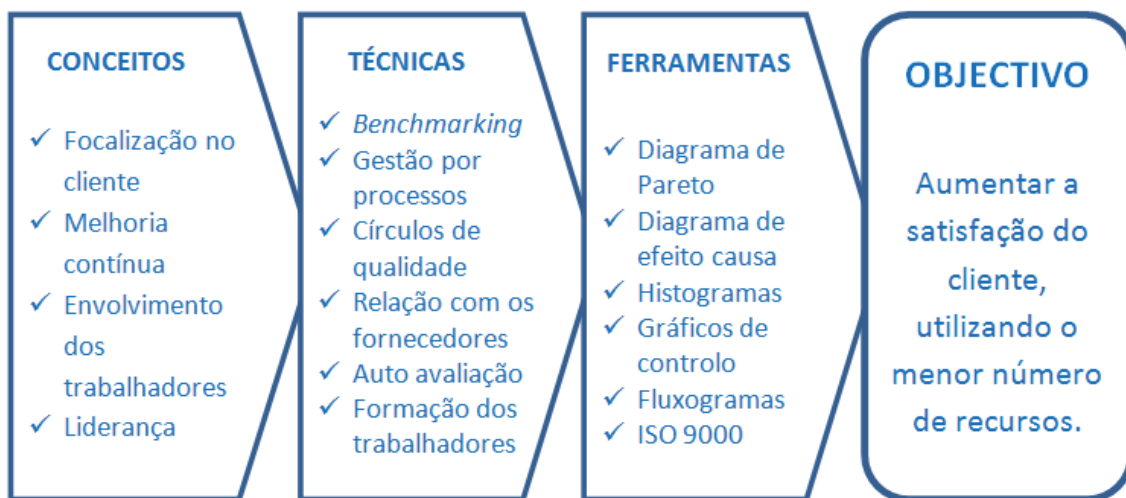 CONCEITOS
✓ Focalização no
cliente
✓ Melhoria
contínua
✓ Envolvimento
dos
trabalhadores
✓ Liderança
TÉCNICAS
✓ Benchmarking
✓ Gestão por
processos
✓ Círculos de
qualidade
✓ Relação com os
fornecedores
✓ Auto avaliação
✓ Formação dos
trabalhadores
FERRAMENTAS
✓ Diagrama de
Pareto
✓ Diagrama de
efeito causa
✓ Histogramas
✓ Gráficos de
controlo
✓ Fluxogramas
✓ ISO 9000
OBJECTIVO
Aumentar a
satisfação do
cliente,
utilizando o
menor número
de recursos.